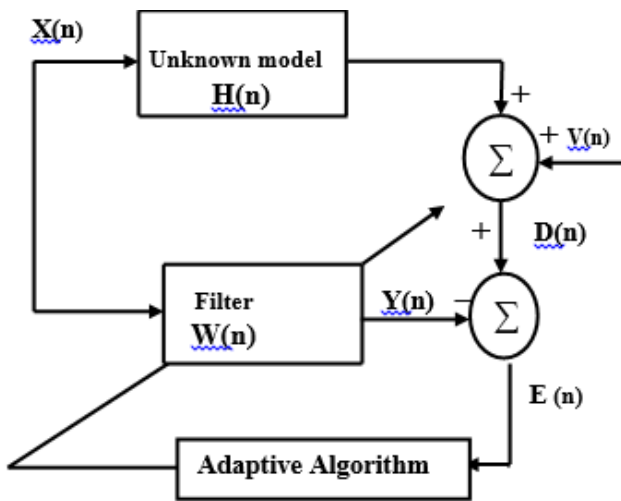 X(n)
Unknown model
H(n)
+
+ V(n)
Σ
+ D(n)
Filter
W(n)
Y(n)
−
Σ
E (n)
Adaptive Algorithm